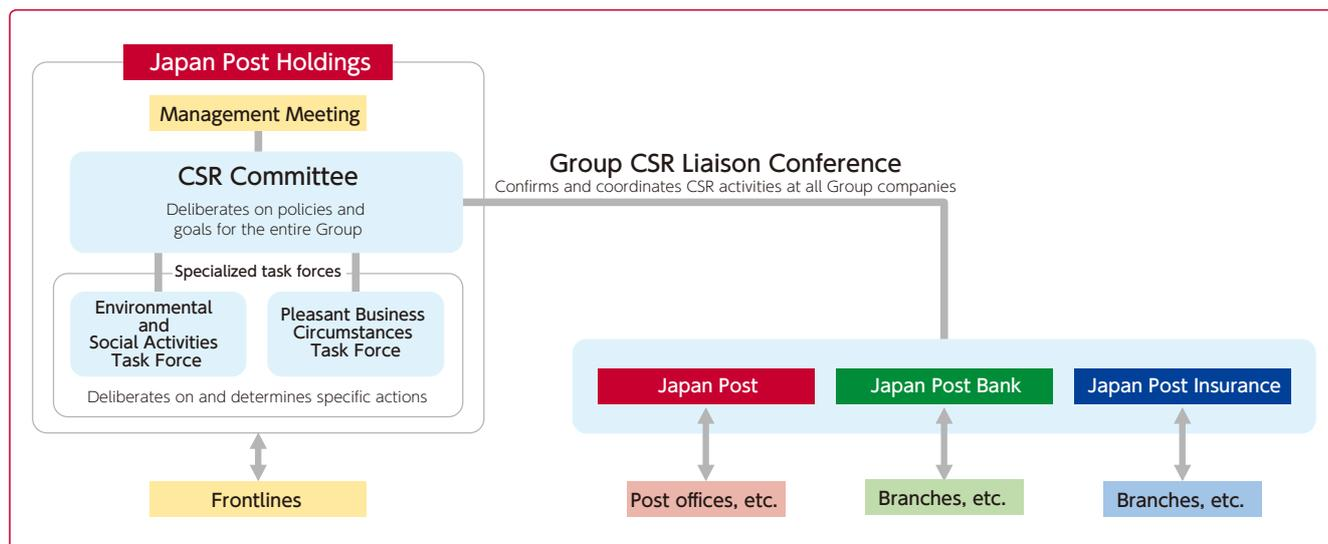 Japan Post Holdings
Management Meeting
CSR Committee
Deliberates on policies and
goals for the entire Group
Specialized task forces
Environmental
and
Social Activities
Task Force
Pleasant Business
Circumstances
Task Force
Deliberates on and determines specific actions
Frontlines
Group CSR Liaison Conference
Confirms and coordinates CSR activities at all Group companies
Japan Post
Japan Post Bank
Japan Post Insurance
Post offices, etc.
Branches, etc.
Branches, etc.